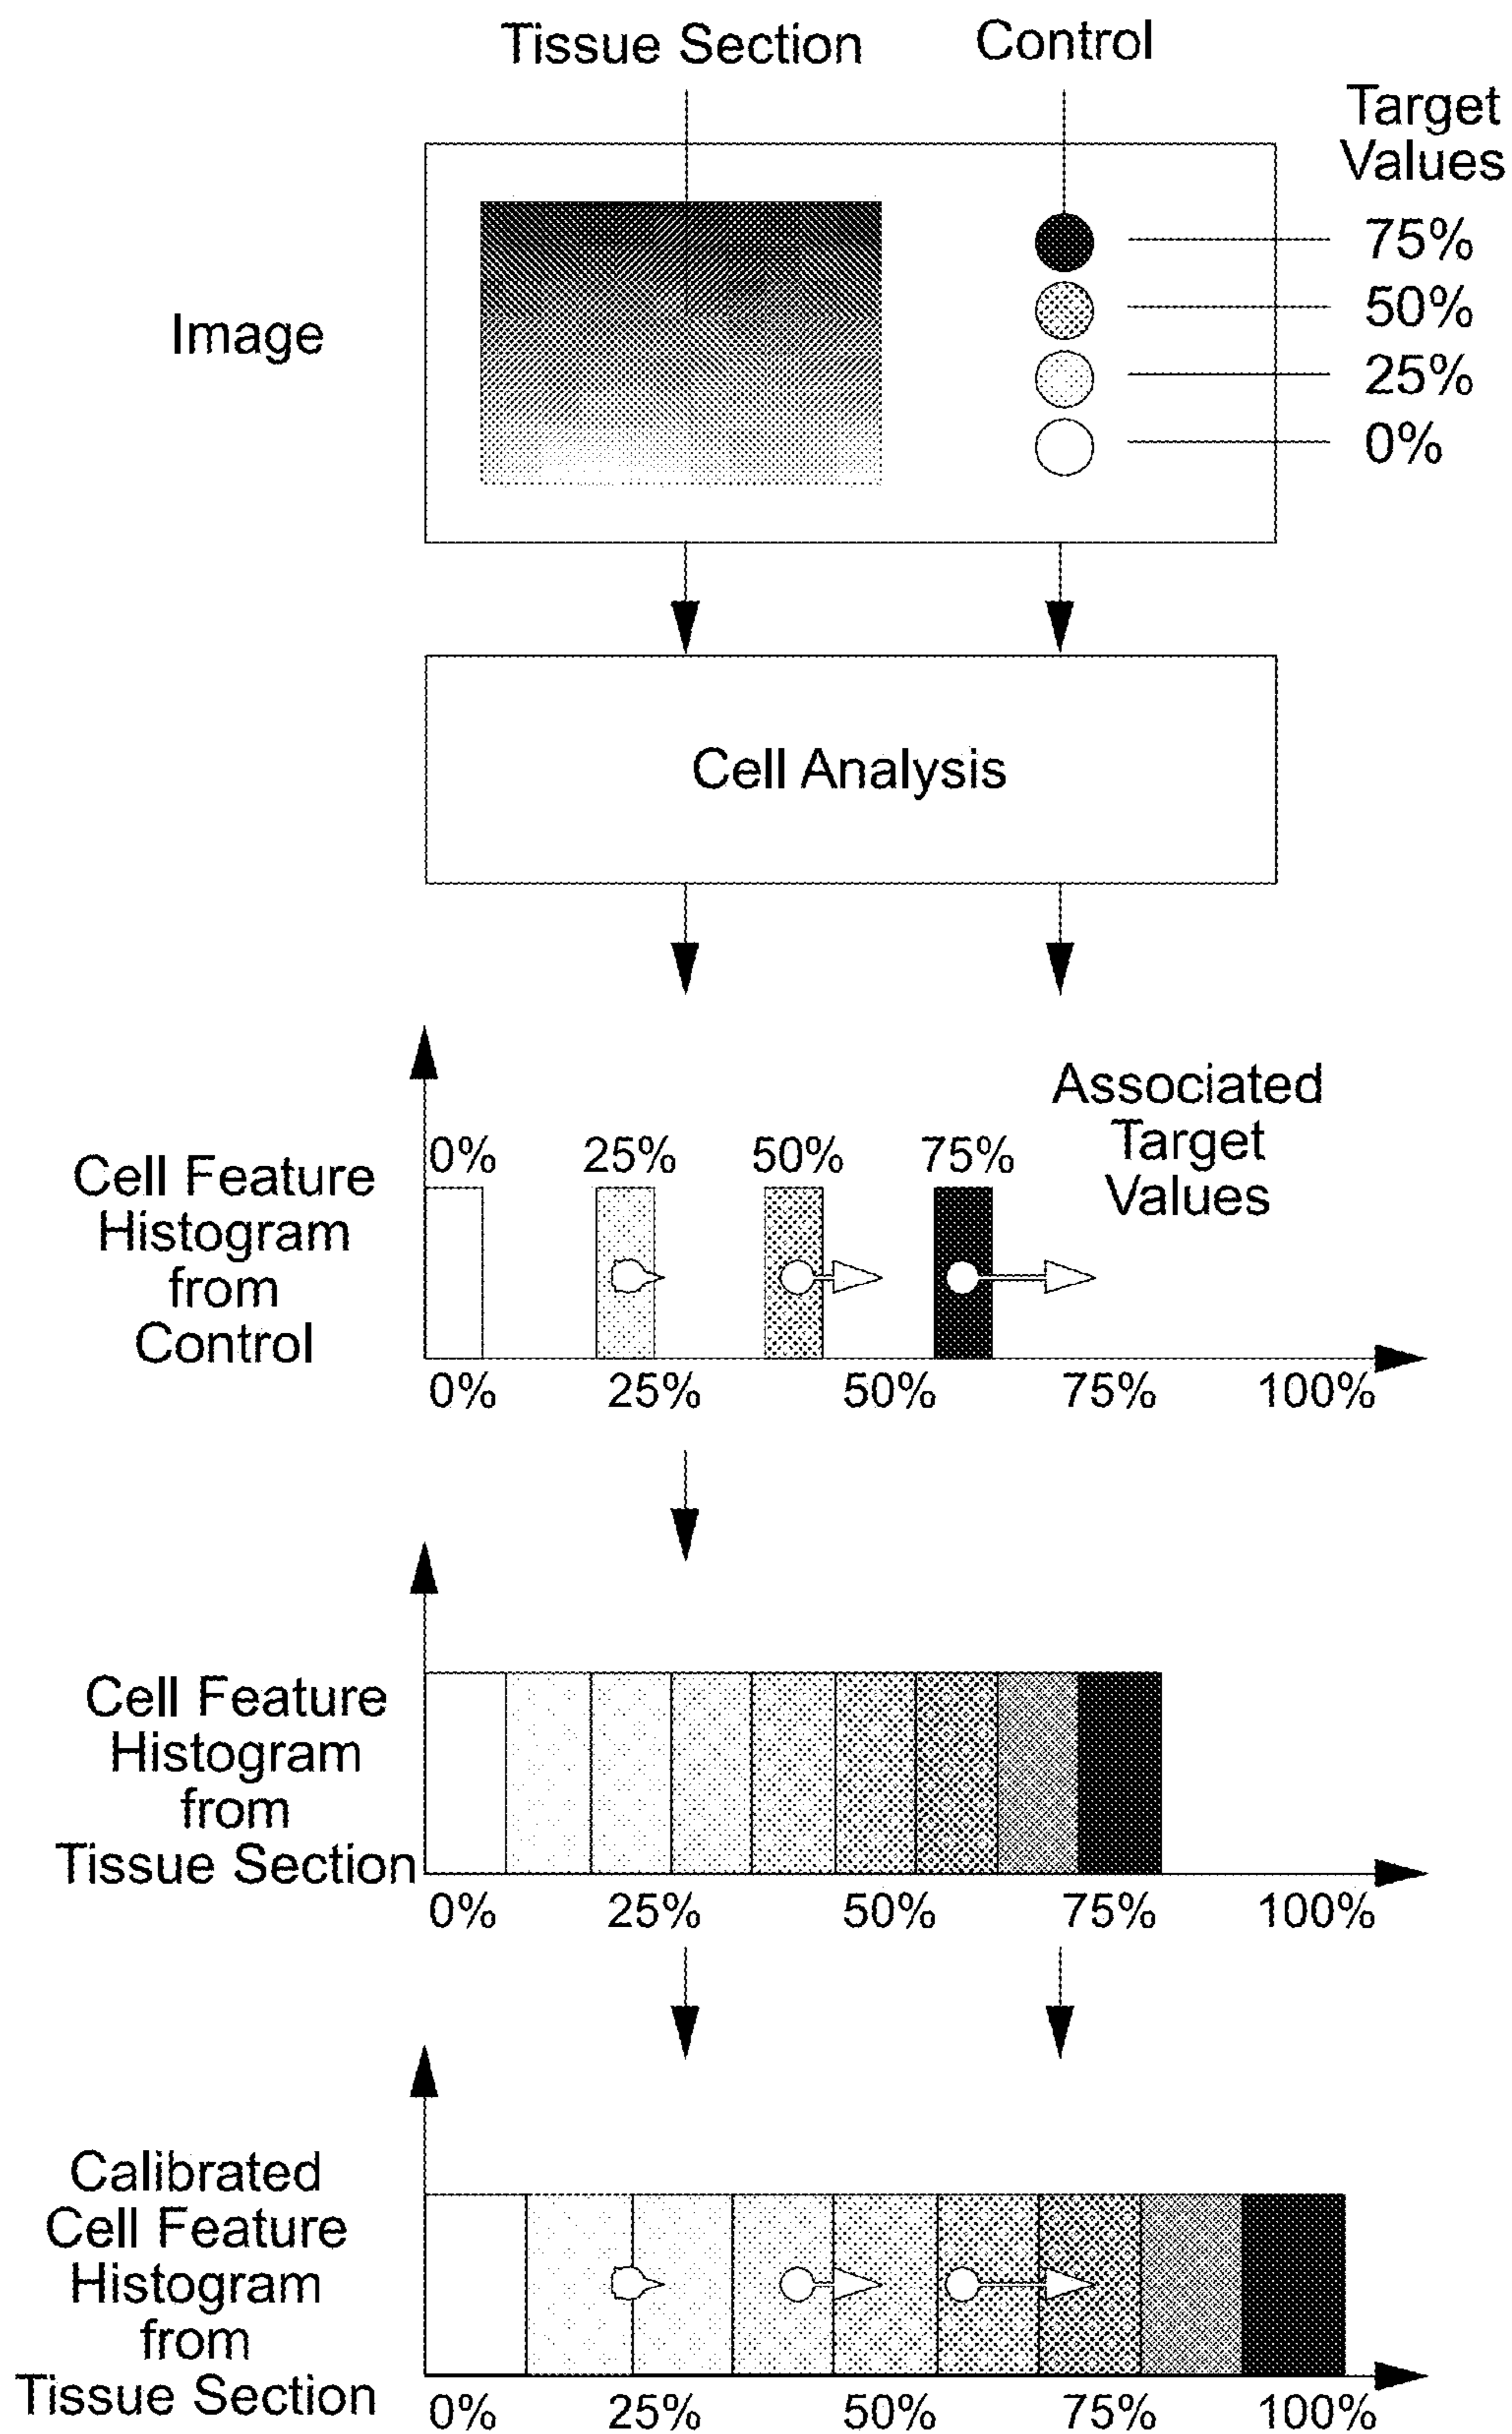 Tissue Section
Control
Target
Values
75%
50%
25%
0%
Image
Cell Analysis
Associated
Target
Values
0% 25% 50% 75%
Cell Feature
Histogram
from
Control
0% 25% 50% 75% 100%
Cell Feature
Histogram
from
Tissue Section
0% 25% 50% 75% 100%
Calibrated
Cell Feature
Histogram
from
Tissue Section
0% 25% 50% 75% 100%